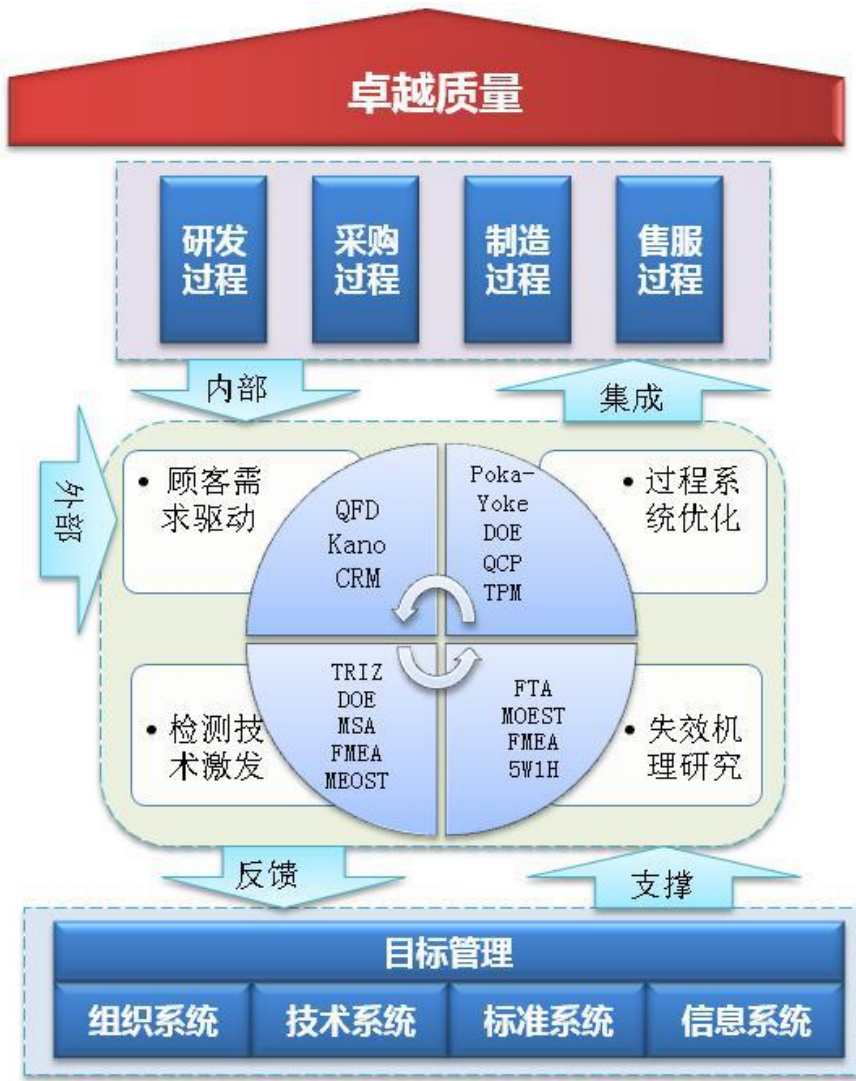 卓越质量
研发
过程
采购
过程
制造
过程
售服
过程
内部
集成
外部
• 顾客需
求驱动
QFD
Kano
CRM
Poka-
Yoke
DOE
QCP
TPM
• 过程系
统优化
• 检测技
术激发
TRIZ
DOE
MSA
FMEA
MEOST
FTA
MOEST
FMEA
5W1H
• 失效机
理研究
反馈
支撑
目标管理
组织系统
技术系统
标准系统
信息系统